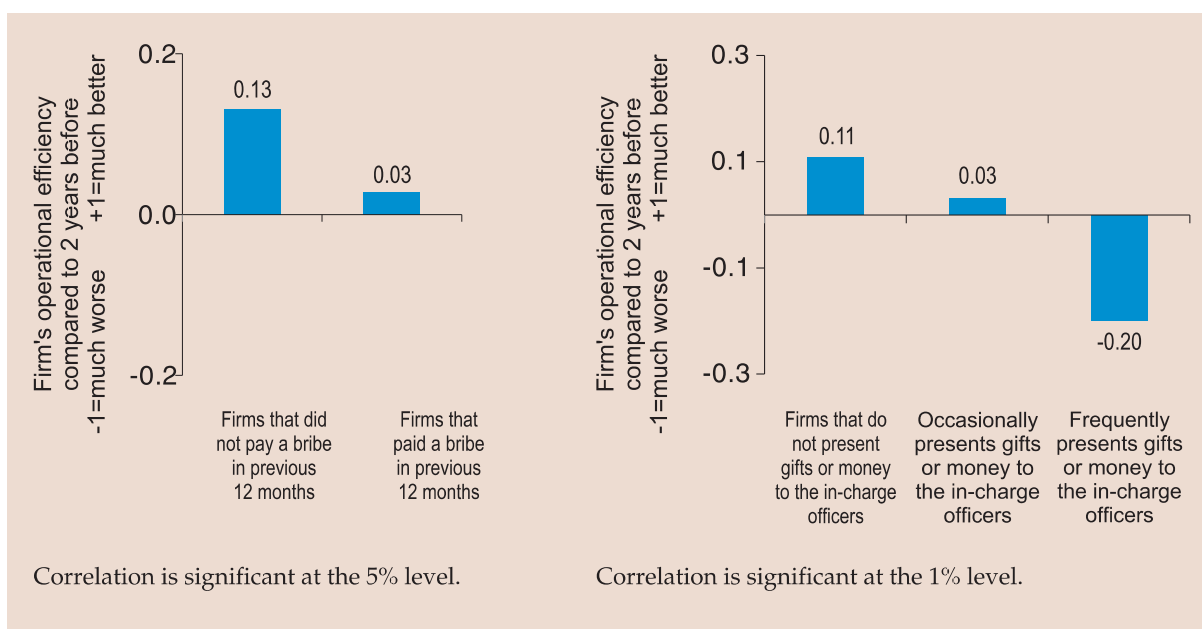 Firm's operational efficiency
compared to 2 years before
-1=much worse +1=much better
0.2
0.0
-0.2
0.13
0.03
Firms that did
not pay a bribe
in previous
12 months
Firms that
paid a bribe
in previous
12 months
Correlation is significant at the 5% level.
Firm's operational efficiency
compared to 2 years before
-1=much worse +1=much better
0.3
0.1
-0.1
-0.3
0.11
0.03
-0.20
Firms that do
not present
gifts or money
to the in-charge
officers
Occasionally
presents gifts
or money to
the in-charge
officers
Frequently
presents gifts
or money to
the in-charge
officers
Correlation is significant at the 1% level.